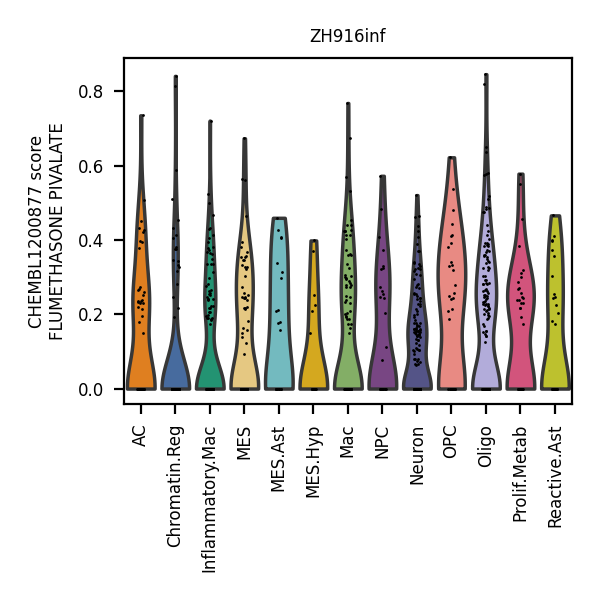 ZH916inf
CHEMBL1200877 score
FLUMETHASONE PIVALATE
0.8
0.6
0.4
0.2
0.0
AC
Chromatin.Reg
Inflammatory.Mac
MES
MES.Ast
MES.Hyp
Mac
NPC
Neuron
OPC
Oligo
Prolif.Metab
Reactive.Ast